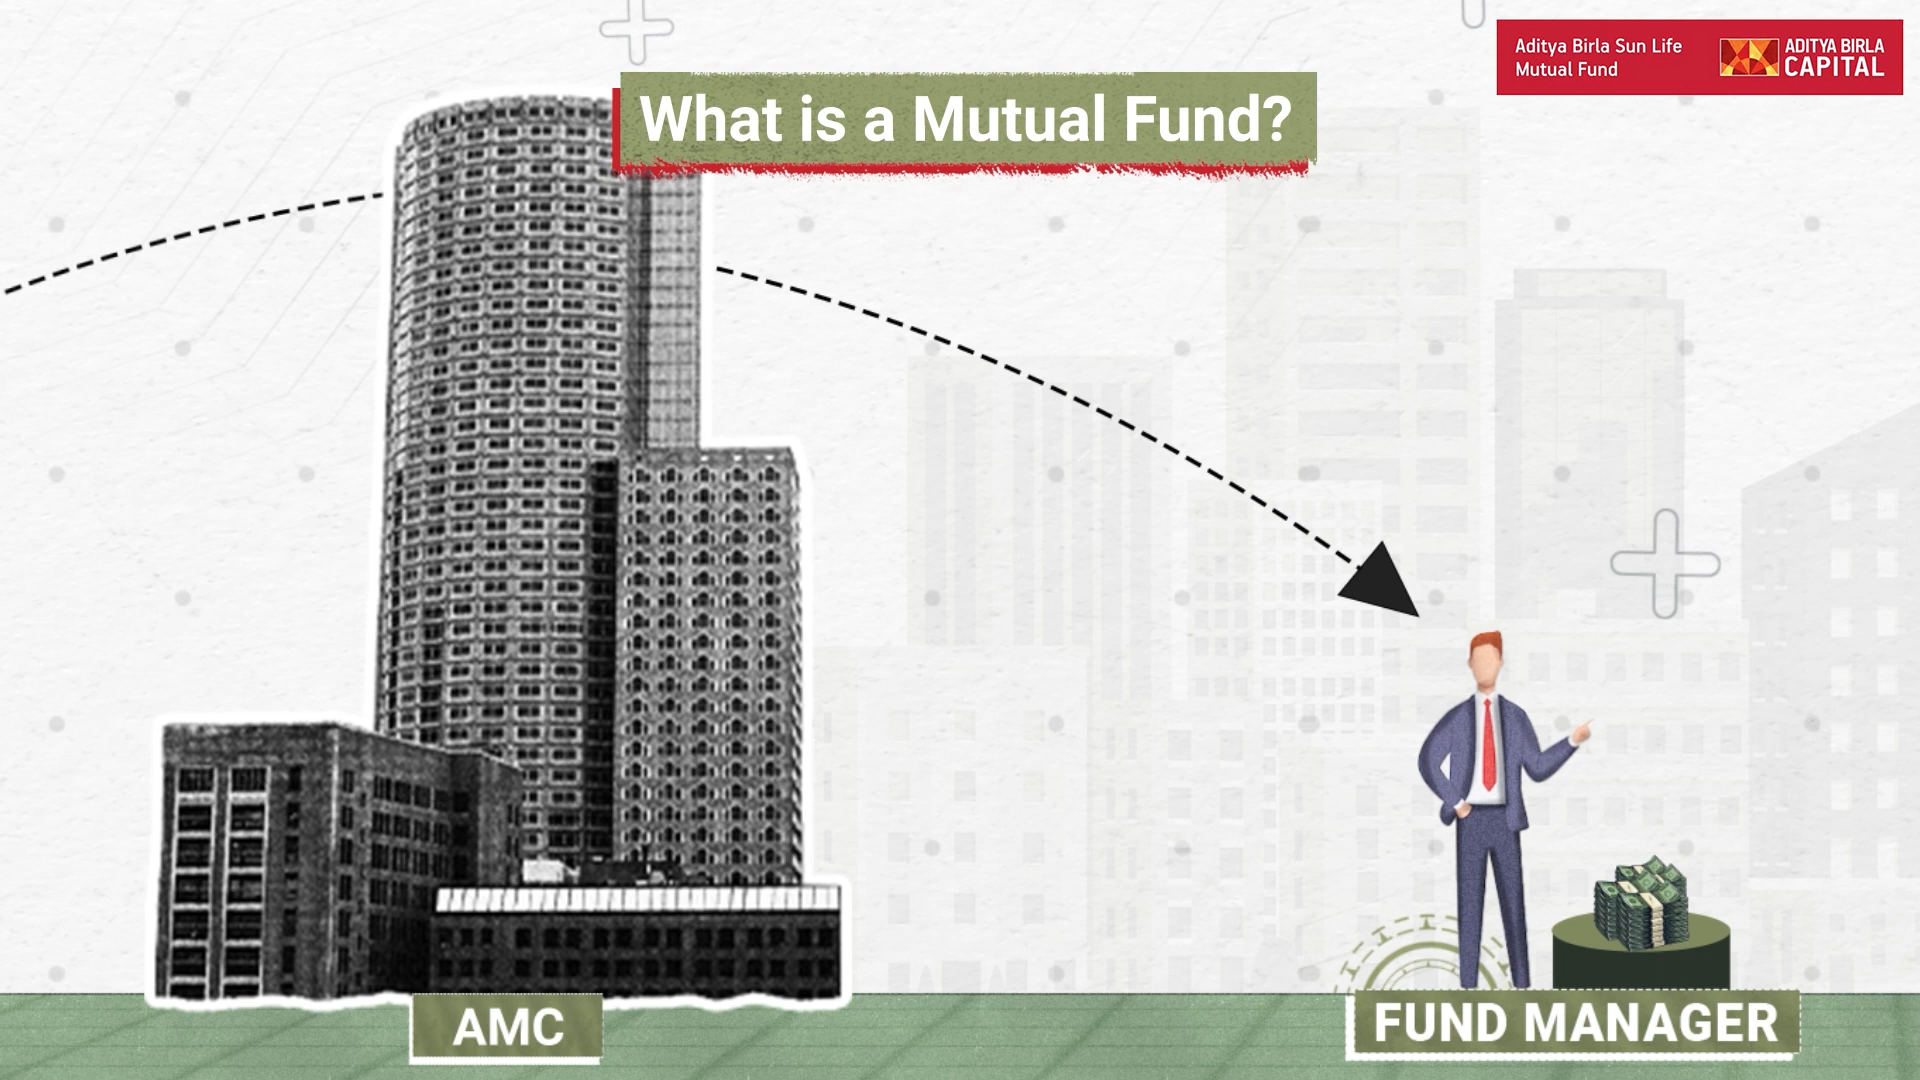 What is a Mutual Fund?
Aditya Birla Sun Life
Mutual Fund
ADITYA BIRLA
CAPITAL
AMC
FUND MANAGER